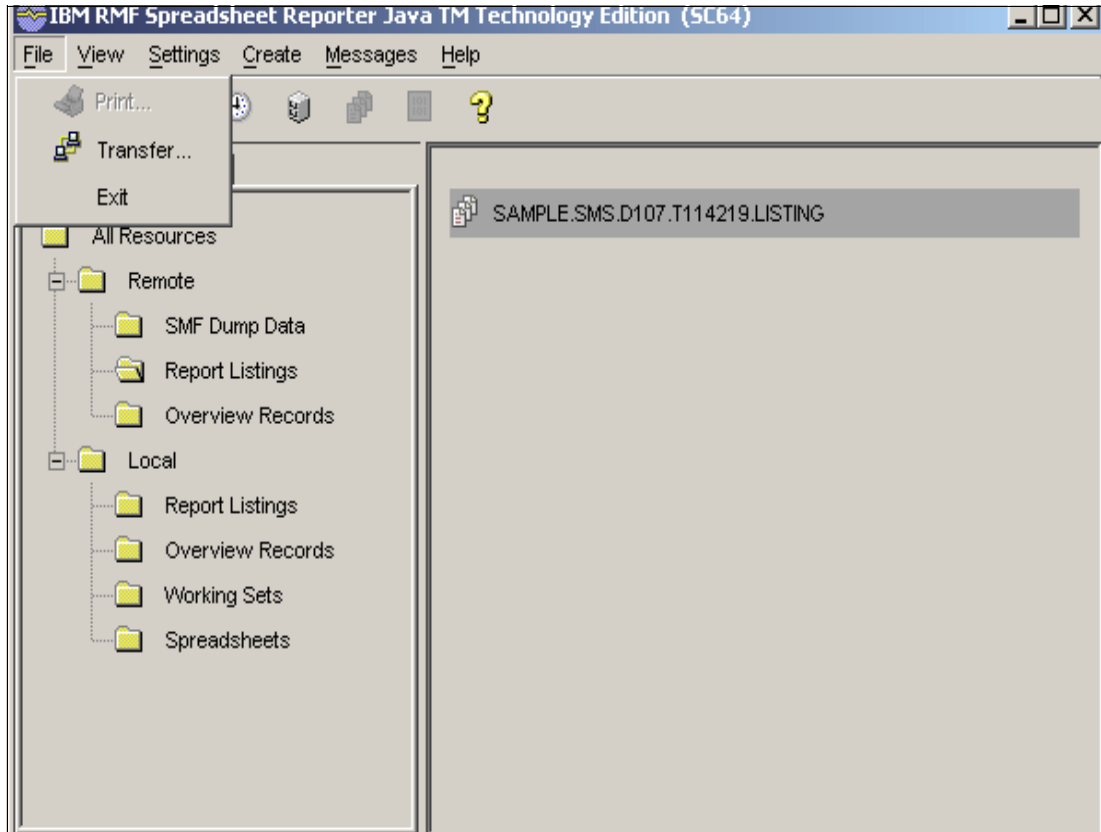 IBM RMF Spreadsheet Reporter Java TM Technology Edition (SC64)
File View Settings Create Messages Help
Print...
Transfer...
Exit
All Resources
Remote
SMF Dump Data
Report Listings
Overview Records
Local
Report Listings
Overview Records
Working Sets
Spreadsheets
SAMPLE.SMS.D107.T114219.LISTING